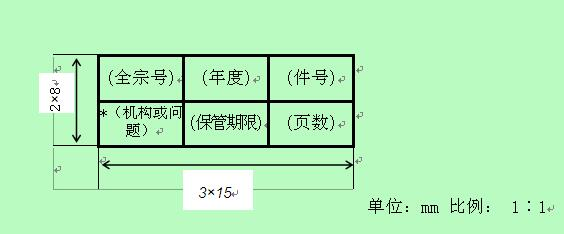 (全宗号) (年度) (件号)
*（机构或问题） (保管期限) (页数)
2×8
3×15
单位：mm 比例： 1∶1